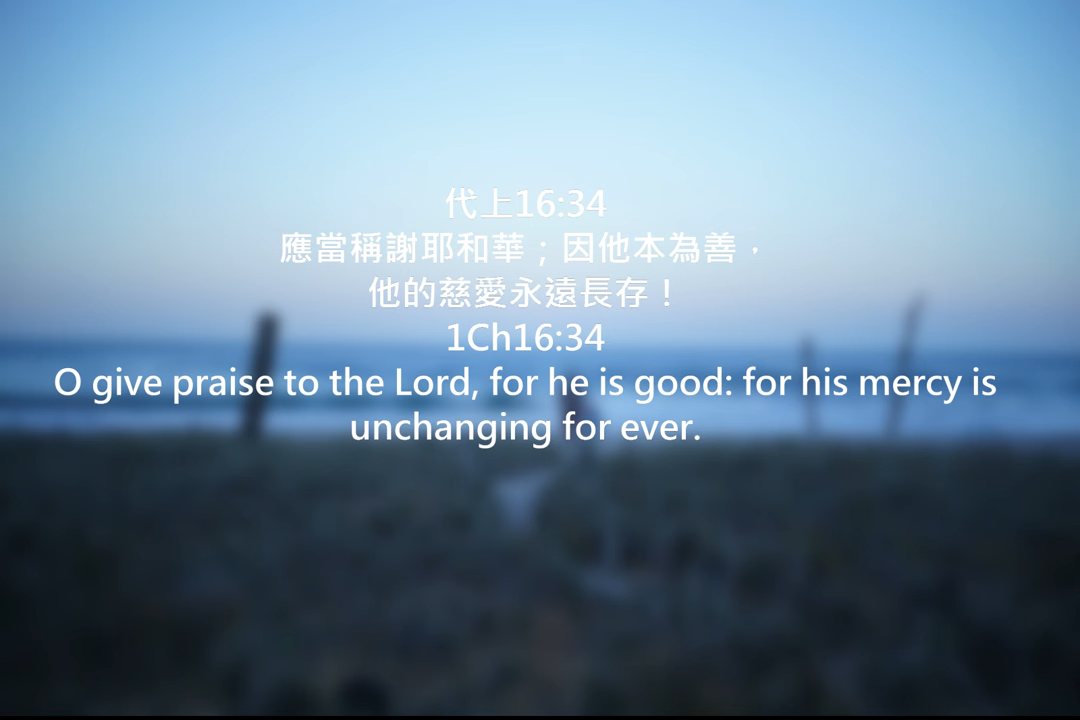 代上16:34
應當稱謝耶和華；因他本為善，
他的慈愛永遠長存！
1Ch16:34
O give praise to the Lord, for he is good: for his mercy is
unchanging for ever.